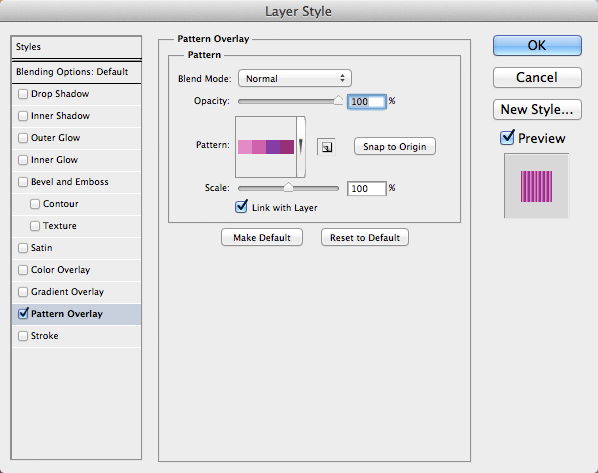 Layer Style
Styles
Blending Options: Default
Drop Shadow
Inner Shadow
Outer Glow
Inner Glow
Bevel and Emboss
Contour
Texture
Satin
Color Overlay
Gradient Overlay
Pattern Overlay
Stroke
Pattern Overlay
Pattern
Blend Mode: Normal
Opacity: 100 %
Pattern: Snap to Origin
Scale: 100 %
Link with Layer
Make Default Reset to Default
OK
Cancel
New Style...
Preview